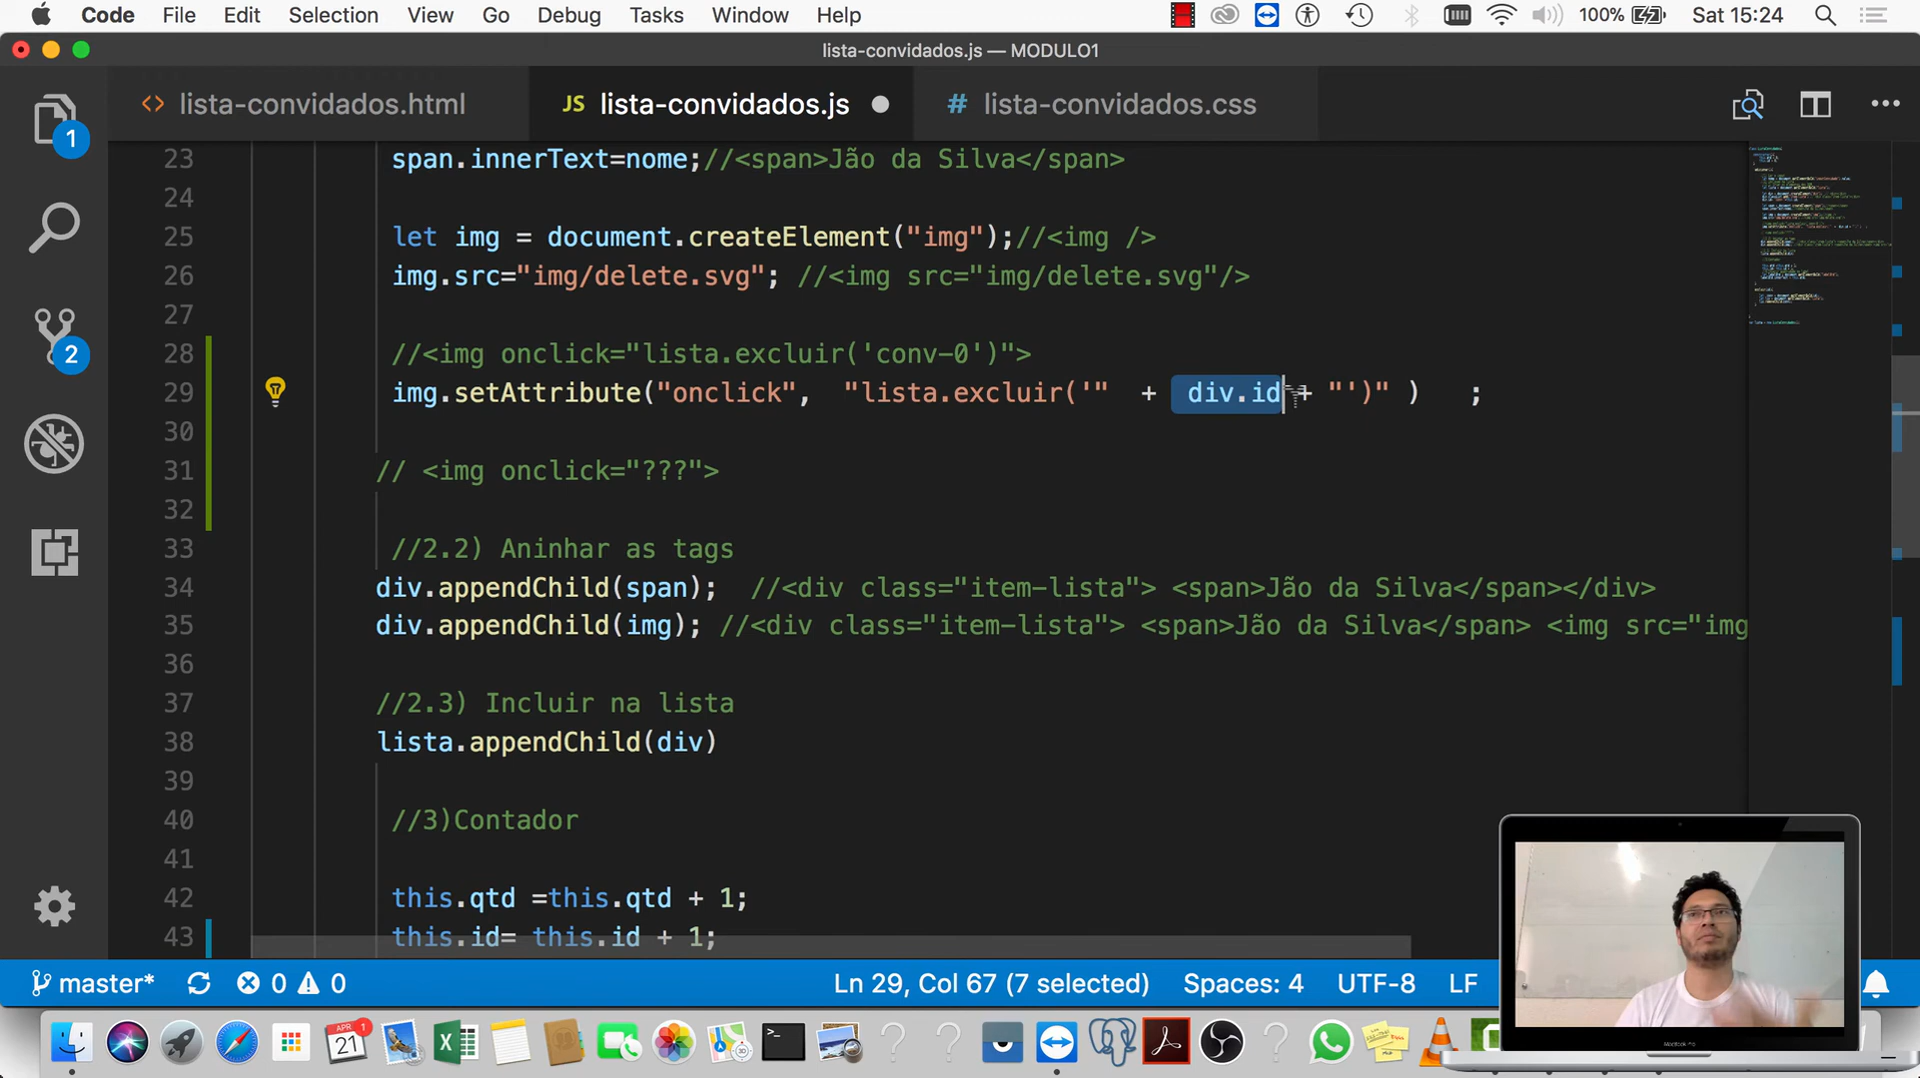 Code File Edit Selection View Go Debug Tasks Window Help 100% Sat 15:24
lista-convidados.js — MODULO1
<> lista-convidados.html JS lista-convidados.js # lista-convidados.css
1
2
23 span.innerText=nome;//<span>Jão da Silva</span>
24
25 let img = document.createElement("img");//<img />
26 img.src="img/delete.svg"; //<img src="img/delete.svg"/>
27
28 //<img onclick="lista.excluir('conv-0')">
29 img.setAttribute("onclick", "lista.excluir('" + div.id + "')" ) ;
30
31 // <img onclick="???">
32
33 //2.2) Aninhar as tags
34 div.appendChild(span); //<div class="item-lista"> <span>Jão da Silva</span></div>
35 div.appendChild(img); //<div class="item-lista"> <span>Jão da Silva</span> <img src="img
36
37 //2.3) Incluir na lista
38 lista.appendChild(div)
39
40 //3)Contador
41
42 this.qtd =this.qtd + 1;
43 this.id= this.id + 1;
master* 0 0 Ln 29, Col 67 (7 selected) Spaces: 4 UTF-8 LF
APR 1
21